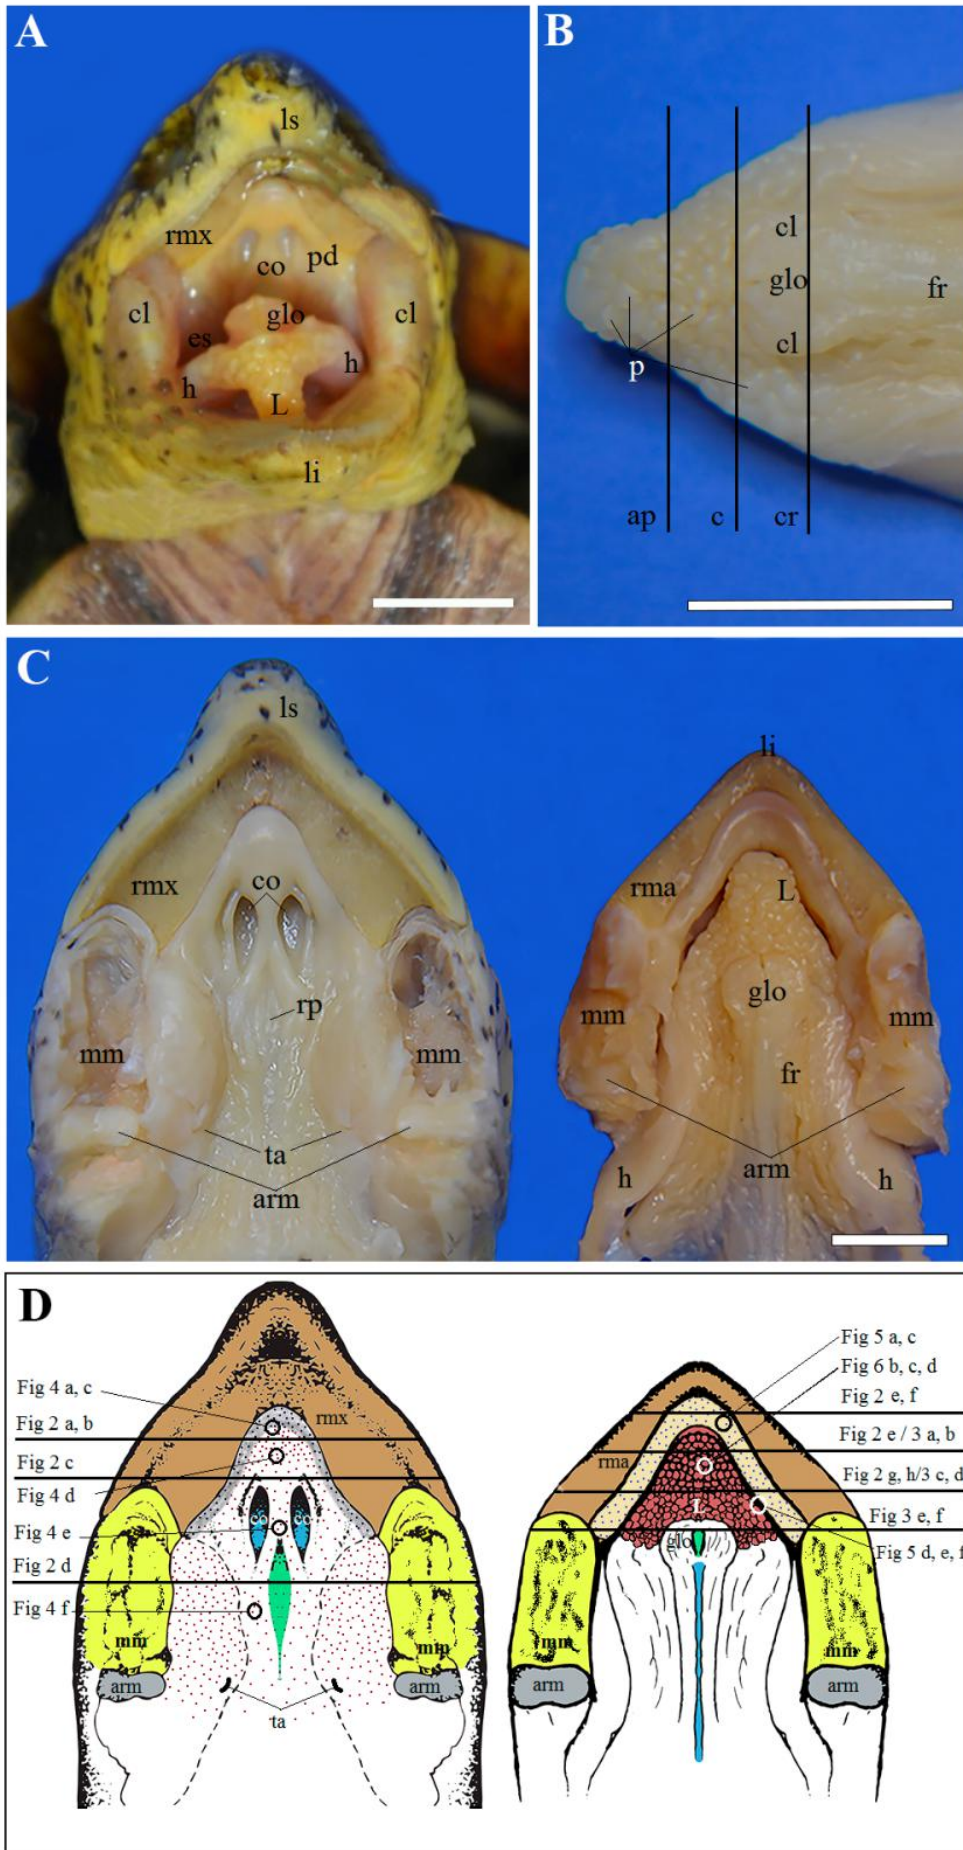 A
ls
rmx
co
pd
cl
glo
cl
es
h
h
L
li
B
cl
glo
fr
cl
p
ap
c
cr
C
ls
rmx
co
rp
mm
mm
ta
arm
li
rma
L
glo
mm
mm
fr
arm
h
h
D
Fig 4 a, c
Fig 2 a, b
Fig 2 c
Fig 4 d
Fig 4 e
Fig 2 d
Fig 4 f
rmx
co
co
mm
mm
arm
arm
ta
Fig 5 a, c
Fig 6 b, c, d
Fig 2 e, f
Fig 2 e / 3 a, b
Fig 2 g, h/3 c, d
Fig 3 e, f
Fig 5 d, e, f
rma
L
glo
mm
mm
arm
arm